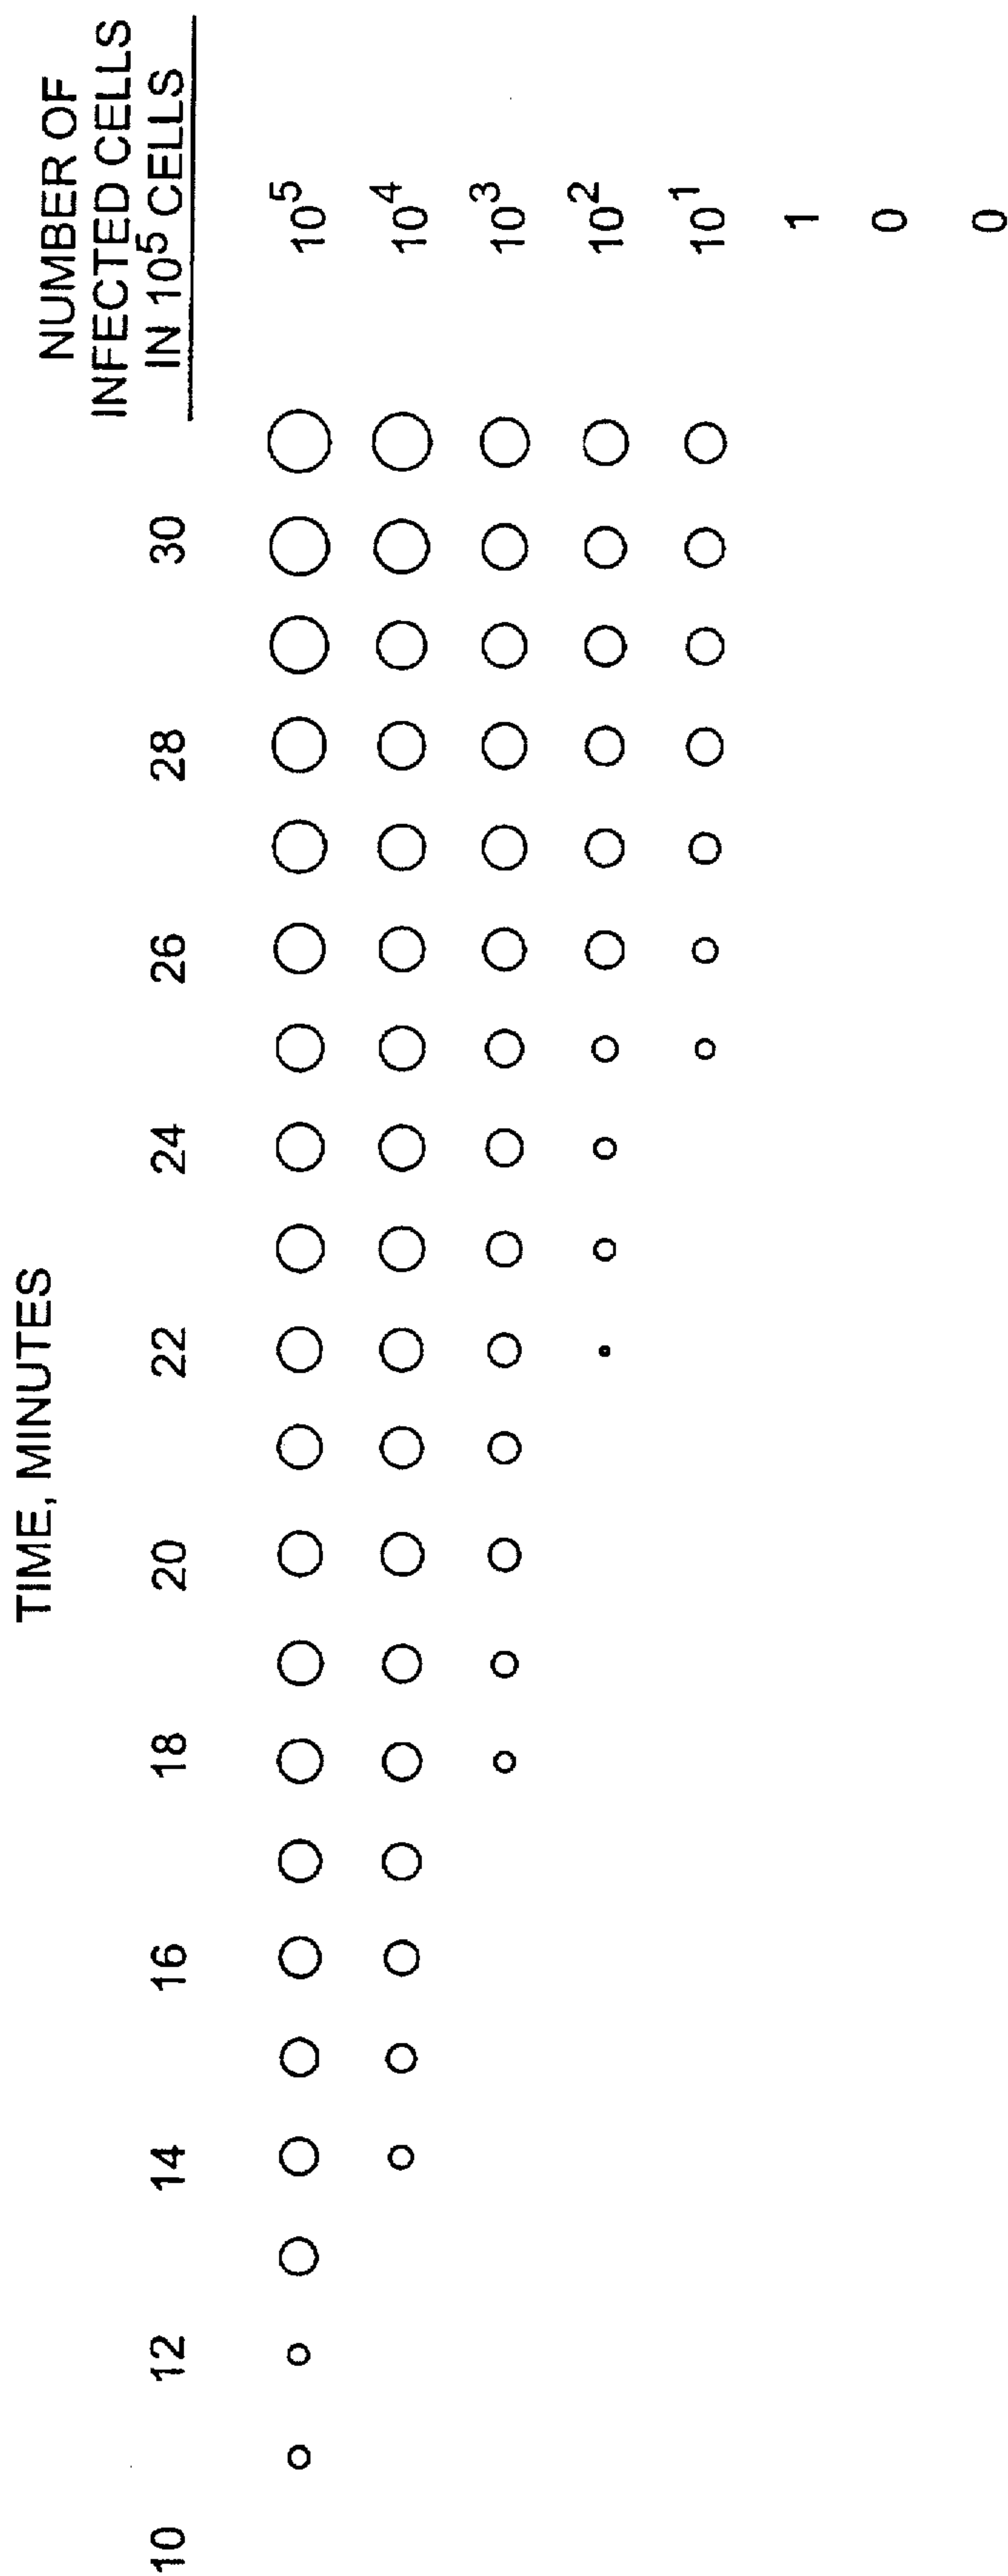 TIME, MINUTES
10 12 14 16 18 20 22 24 26 28 30
NUMBER OF
INFECTED CELLS
IN 10⁵ CELLS
10⁵
10⁴
10³
10²
10¹
1
0
0